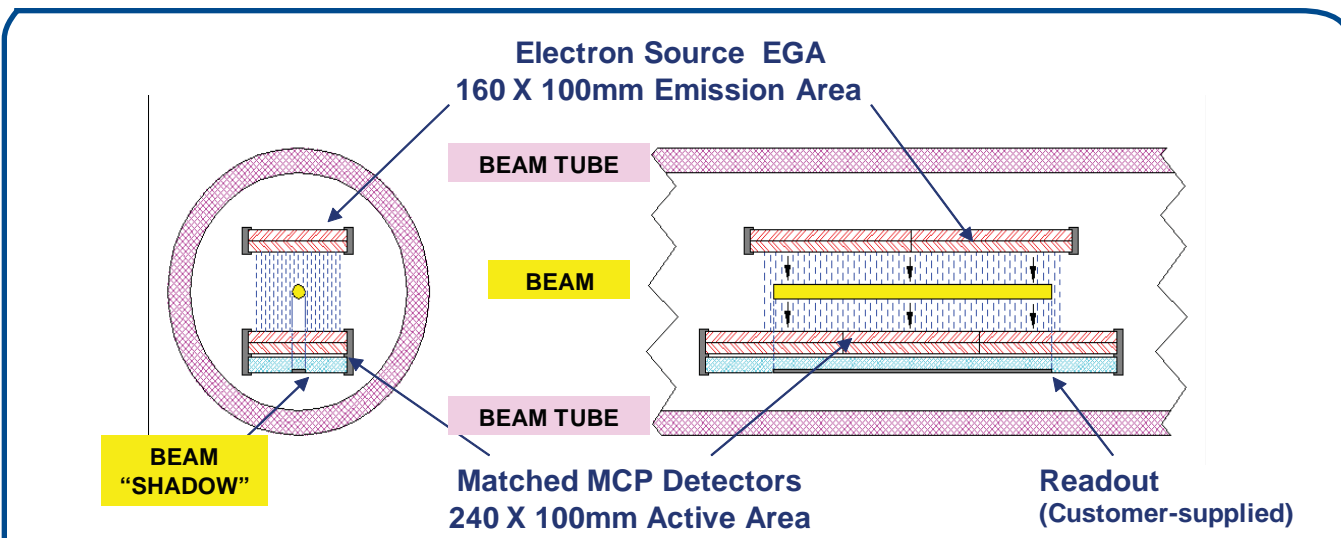 Electron Source EGA
160 X 100mm Emission Area
BEAM TUBE
BEAM
BEAM TUBE
BEAM
“SHADOW”
Matched MCP Detectors
240 X 100mm Active Area
Readout
(Customer-supplied)